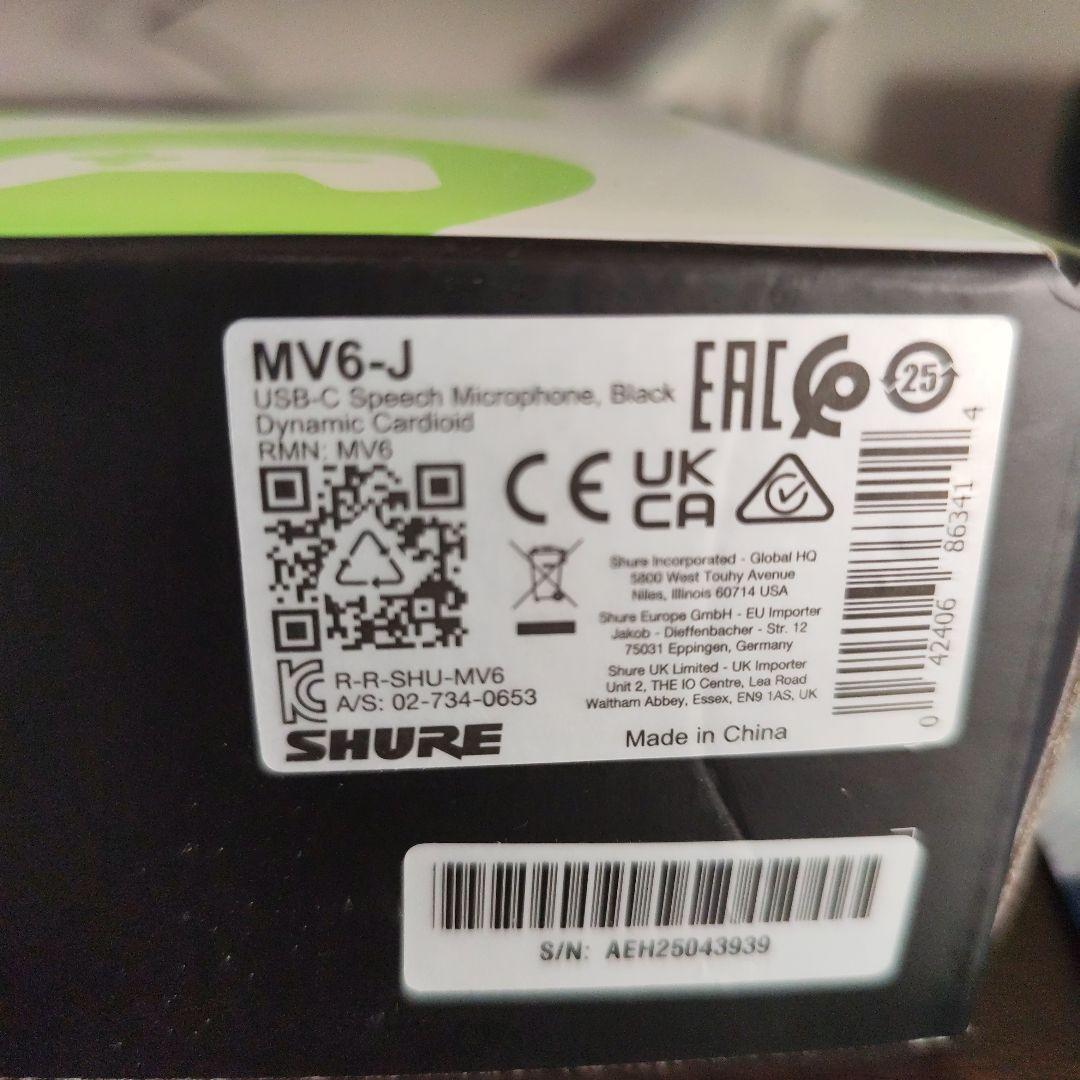 MV6-J
USB-C Speech Microphone, Black
Dynamic Cardioid
RMN: MV6
EAC
25
CE
UK
CA
Shure Incorporated - Global HQ
5800 West Touhy Avenue
Niles, Illinois 60714 USA
Shure Europe GmbH - EU Importer
Jakob - Dieffenbacher - Str. 12
75031 Eppingen, Germany
Shure UK Limited - UK Importer
Unit 2, THE IO Centre, Lea Road
Waltham Abbey, Essex, EN9 1AS, UK
R-R-SHU-MV6
A/S: 02-734-0653
SHURE
Made in China
0 42406 86341 4
S/N: AEH25043939